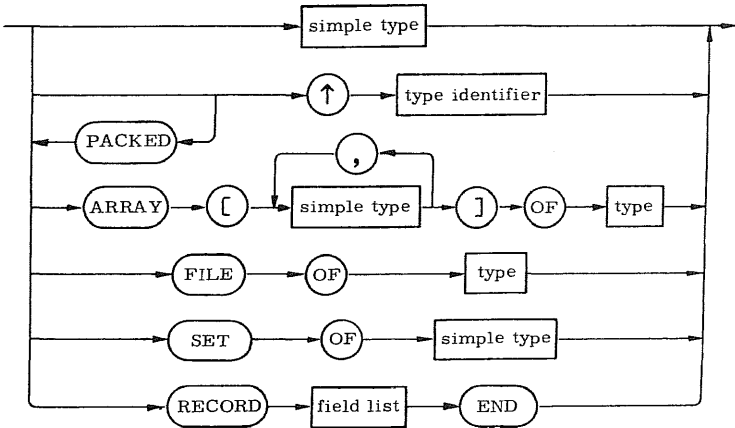 simple type
↑ type identifier
PACKED
,
ARRAY [ simple type ] OF type
FILE OF type
SET OF simple type
RECORD field list END